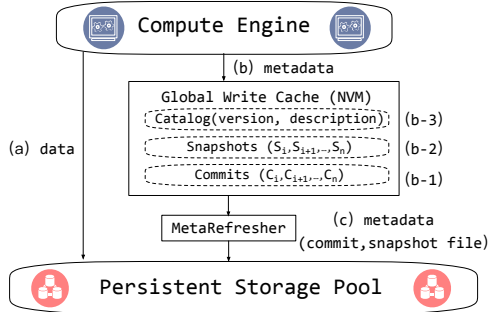 Compute Engine
(b) metadata
Global Write Cache (NVM)
Catalog(version, description)
(b-3)
(a) data
Snapshots (Si,Si+1,…,Sn)
(b-2)
Commits (Ci,Ci+1,…,Cn)
(b-1)
MetaRefresher
(c) metadata
(commit,snapshot file)
Persistent Storage Pool